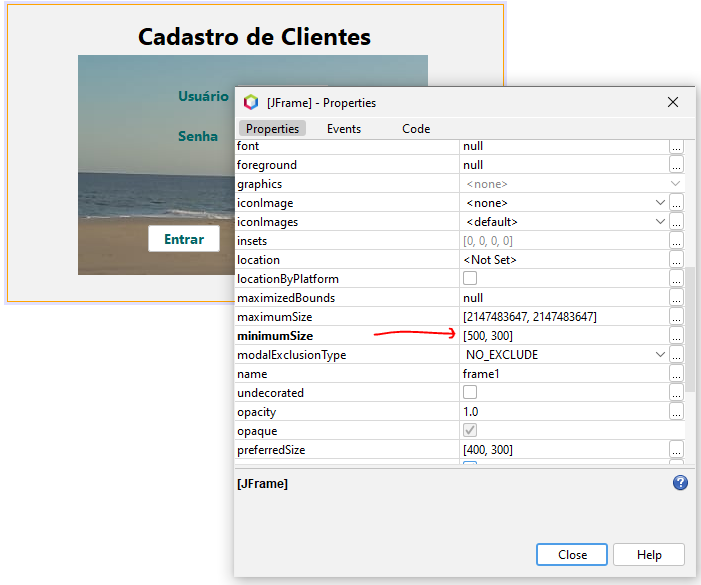 Cadastro de Clientes
Usuário
Senha
Entrar
[JFrame] - Properties
Properties Events Code
font null ...
foreground null ...
graphics <none>
iconImage <none> ...
iconImages <default> ...
insets [0, 0, 0, 0] ...
location <Not Set> ...
locationByPlatform ...
maximizedBounds null ...
maximumSize [2147483647, 2147483647] ...
minimumSize [500, 300] ...
modalExclusionType NO_EXCLUDE ...
name frame1 ...
undecorated ...
opacity 1.0 ...
opaque ...
preferredSize [400, 300] ...
[JFrame] ?
Close Help